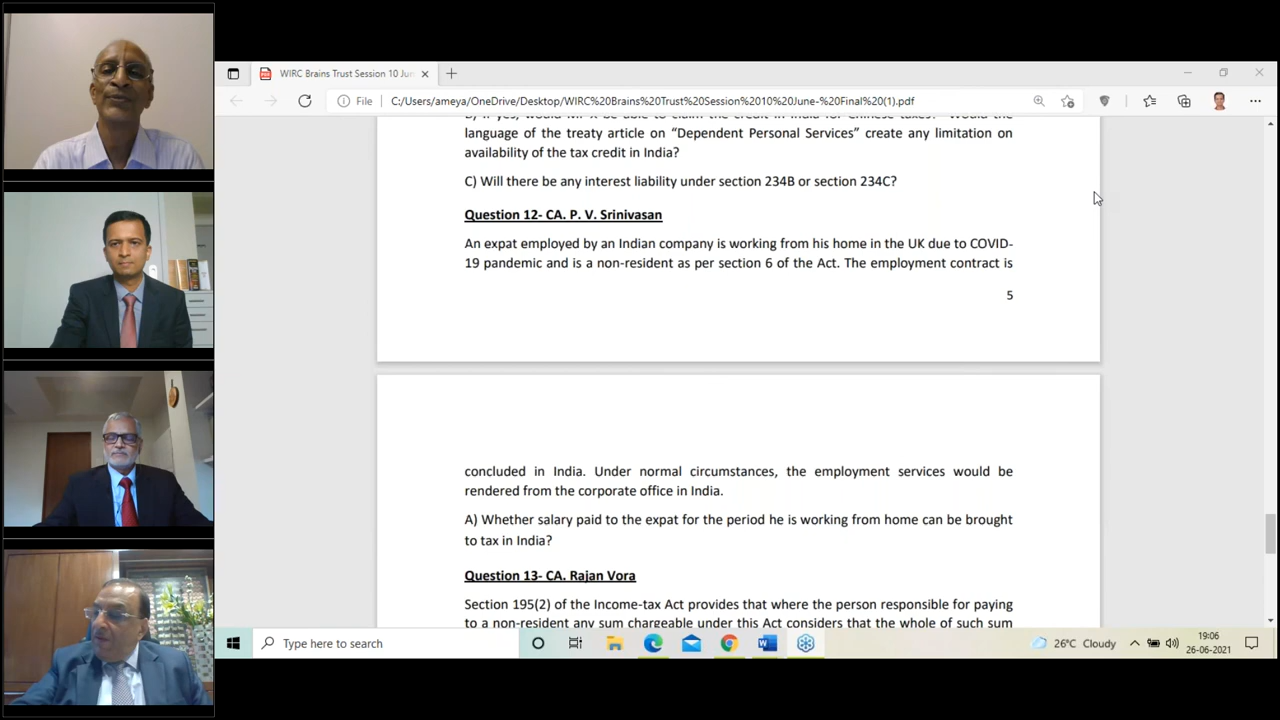 WIRC Brains Trust Session 10 Jun
File
C:/Users/ameya/OneDrive/Desktop/WIRC%20Brains%20Trust%20Session%2010%20June-%20Final%20(1).pdf
language of the treaty article on “Dependent Personal Services” create any limitation on
availability of the tax credit in India?
C) Will there be any interest liability under section 234B or section 234C?
Question 12- CA. P. V. Srinivasan
An expat employed by an Indian company is working from his home in the UK due to COVID-
19 pandemic and is a non-resident as per section 6 of the Act. The employment contract is
5
concluded in India. Under normal circumstances, the employment services would be
rendered from the corporate office in India.
A) Whether salary paid to the expat for the period he is working from home can be brought
to tax in India?
Question 13- CA. Rajan Vora
Section 195(2) of the Income-tax Act provides that where the person responsible for paying
to a non-resident any sum chargeable under this Act considers that the whole of such sum
Type here to search
26°C Cloudy
19:06
26-06-2021